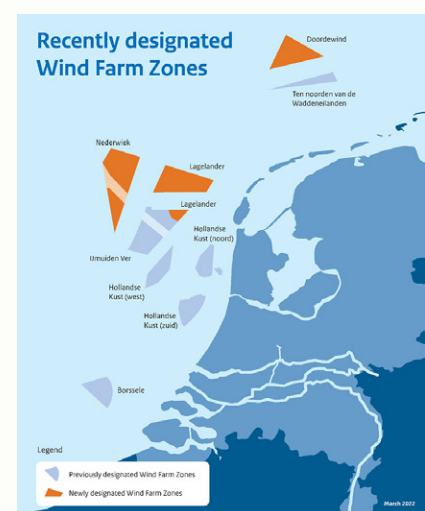 Recently designated
Wind Farm Zones
Doordewind
Ten noorden van de
Waddeneilanden
Nederwiek
Lagelander
Lagelander
Hollandse
Kust (noord)
IJmuiden Ver
Hollandse
Kust (west)
Hollandse
Kust (zuid)
Borssele
Legend
Previously designated Wind Farm Zones
Newly designated Wind Farm Zones
March 2022